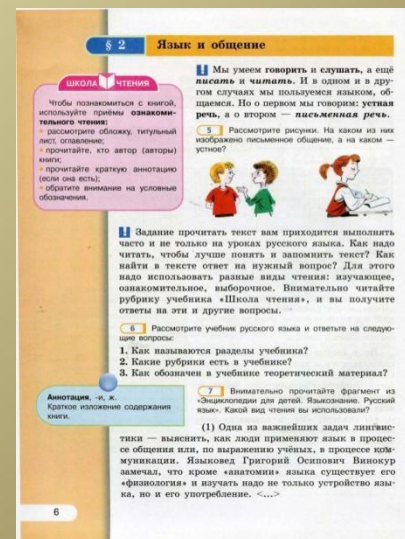 § 2 Язык и общение
ШКОЛА ЧТЕНИЯ
Чтобы познакомиться с книгой,
используйте приёмы ознакоми-
тельного чтения:
• рассмотрите обложку, титульный
лист, оглавление;
• прочитайте, кто автор (авторы)
книги;
• прочитайте краткую аннотацию
(если она есть);
• обратите внимание на условные
обозначения.
Мы умеем говорить и слушать, а ещё
писать и читать. И в одном и в дру-
гом случаях мы пользуемся языком, об-
щаемся. Но о первом мы говорим: устная
речь, а о втором — письменная речь.
5 Рассмотрите рисунки. На каком из них
изображено письменное общение, а на каком —
устное?
Задание прочитать текст вам приходится выполнять
часто и не только на уроках русского языка. Как надо
читать, чтобы лучше понять и запомнить текст? Как
найти в тексте ответ на нужный вопрос? Для этого
надо использовать разные виды чтения: изучающее,
ознакомительное, выборочное. Внимательно читайте
рубрику учебника «Школа чтения», и вы получите
ответы на эти и другие вопросы.
6 Рассмотрите учебник русского языка и ответьте на следую-
щие вопросы:
1. Как называются разделы учебника?
2. Какие рубрики есть в учебнике?
3. Как обозначен в учебнике теоретический материал?
Аннотация, -и, ж.
Краткое изложение содержания
книги.
7 Внимательно прочитайте фрагмент из
«Энциклопедии для детей. Языкознание. Русский
язык». Какой вид чтения вы использовали?
(1) Одна из важнейших задач лингвис-
тики — выяснить, как люди применяют язык в процес-
се общения или, по выражению учёных, в процессе ком-
муникации. Языковед Григорий Осипович Винокур
замечал, что кроме «анатомии» языка существует его
«физиология» и изучать надо не только устройство язы-
ка, но и его употребление. <...>
6